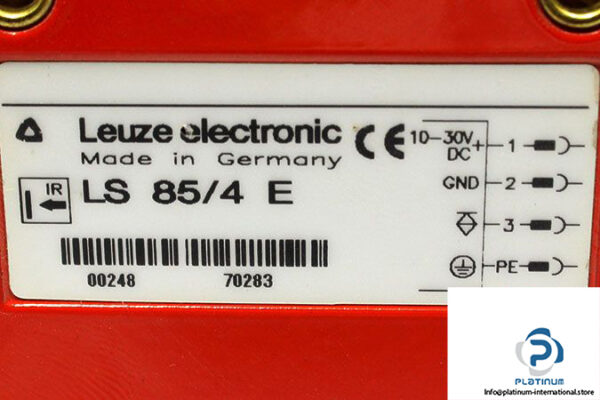 Leuze electronic
Made in Germany
CE
IR
LS 85/4 E
00248 70283
10-30V DC + 1
GND 2
3
PE
PLATINUM
Info@platinum-international.store